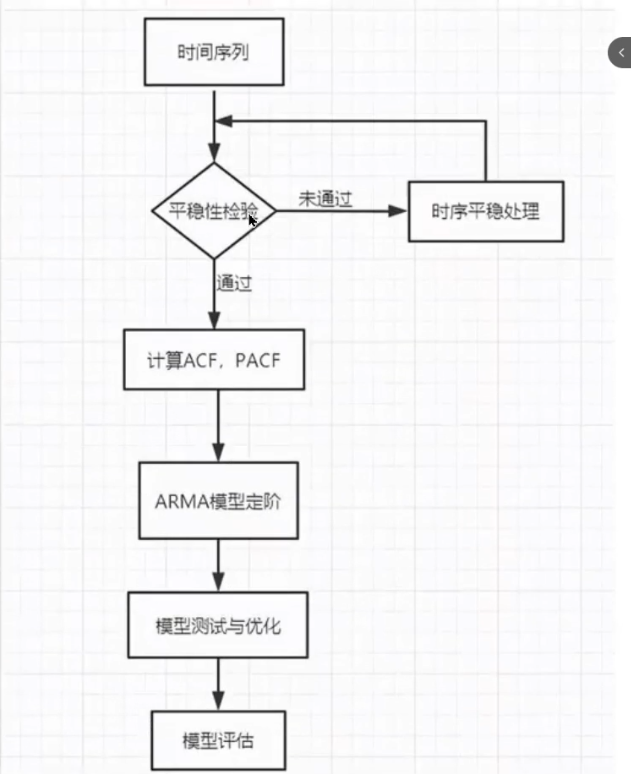 时间序列
平稳性检验
未通过
时序平稳处理
通过
计算ACF，PACF
ARMA模型定阶
模型测试与优化
模型评估